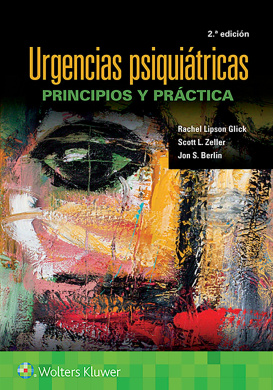 2.ª edición
Urgencias psiquiátricas
PRINCIPIOS Y PRÁCTICA
Rachel Lipson Glick
Scott L. Zeller
Jon S. Berlin
Wolters Kluwer